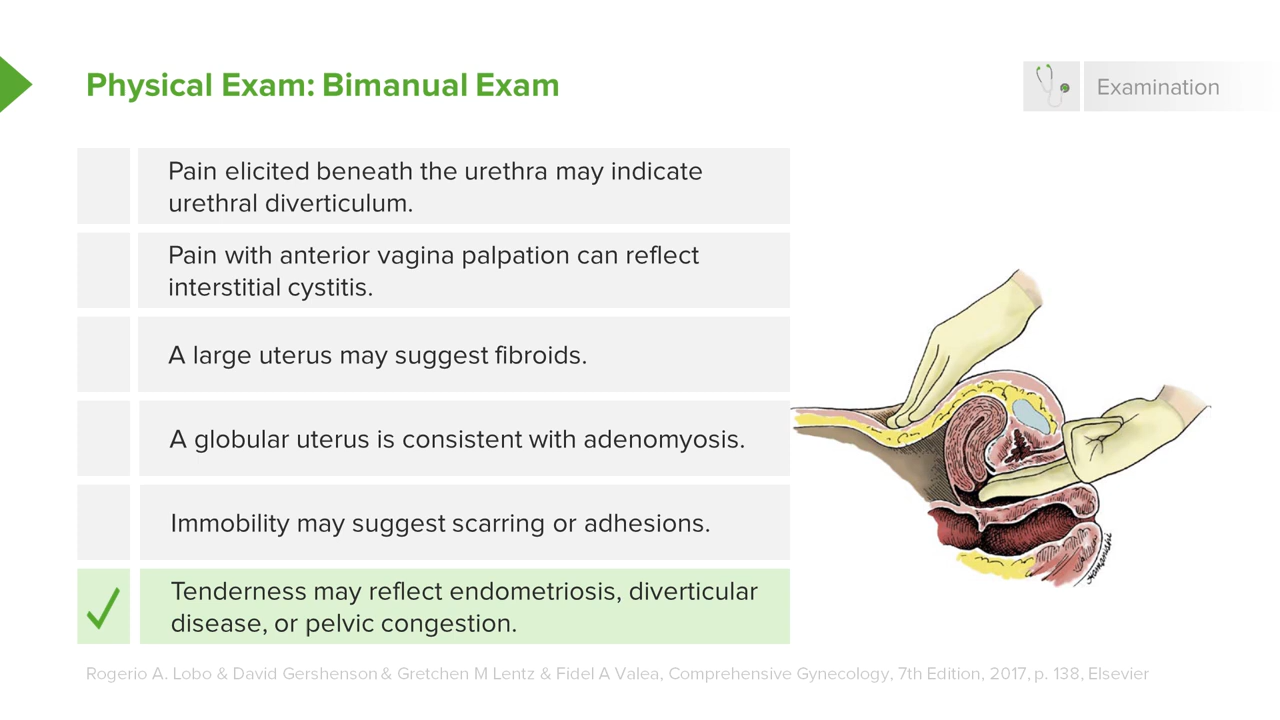 Physical Exam: Bimanual Exam
Examination
Pain elicited beneath the urethra may indicate
urethral diverticulum.
Pain with anterior vagina palpation can reflect
interstitial cystitis.
A large uterus may suggest fibroids.
A globular uterus is consistent with adenomyosis.
Immobility may suggest scarring or adhesions.
Tenderness may reflect endometriosis, diverticular
disease, or pelvic congestion.
Rogerio A. Lobo & David Gershenson & Gretchen M Lentz & Fidel A Valea, Comprehensive Gynecology, 7th Edition, 2017, p. 138, Elsevier